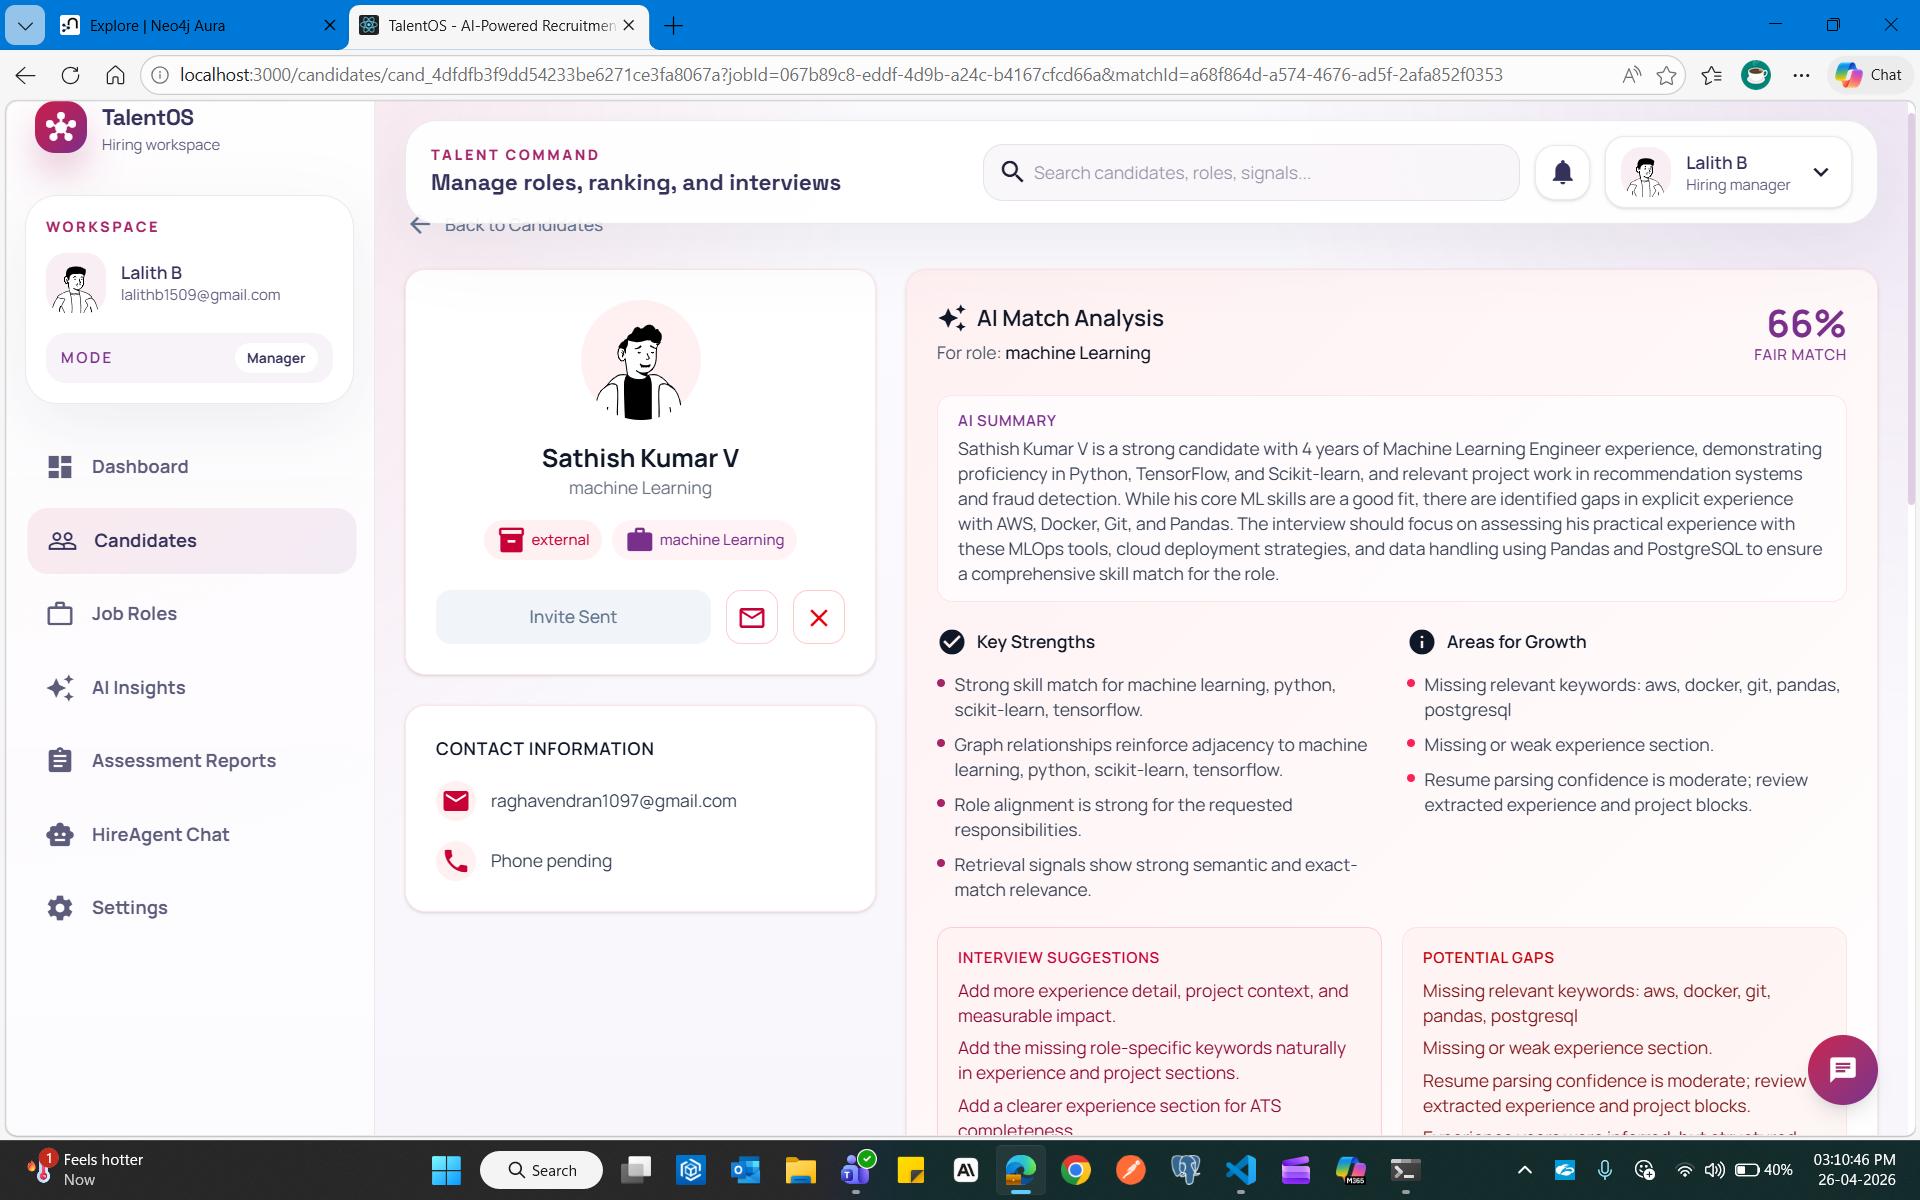 Explore | Neo4j Aura
TalentOS - AI-Powered Recruitmen
localhost:3000/candidates/cand_4dfdfb3f9dd54233be6271ce3fa8067a?jobId=067b89c8-eddf-4d9b-a24c-b4167cfcd66a&matchId=a68f864d-a574-4676-ad5f-2afa852f0353
Chat
TalentOS
Hiring workspace
WORKSPACE
Lalith B
lalithb1509@gmail.com
MODE
Manager
Dashboard
Candidates
Job Roles
AI Insights
Assessment Reports
HireAgent Chat
Settings
TALENT COMMAND
Manage roles, ranking, and interviews
Search candidates, roles, signals...
Lalith B
Hiring manager
Back to Candidates
Sathish Kumar V
machine Learning
external
machine Learning
Invite Sent
CONTACT INFORMATION
raghavendran1097@gmail.com
Phone pending
AI Match Analysis
For role: machine Learning
66%
FAIR MATCH
AI SUMMARY
Sathish Kumar V is a strong candidate with 4 years of Machine Learning Engineer experience, demonstrating
proficiency in Python, TensorFlow, and Scikit-learn, and relevant project work in recommendation systems
and fraud detection. While his core ML skills are a good fit, there are identified gaps in explicit experience
with AWS, Docker, Git, and Pandas. The interview should focus on assessing his practical experience with
these MLOps tools, cloud deployment strategies, and data handling using Pandas and PostgreSQL to ensure
a comprehensive skill match for the role.
Key Strengths
Strong skill match for machine learning, python,
scikit-learn, tensorflow.
Graph relationships reinforce adjacency to machine
learning, python, scikit-learn, tensorflow.
Role alignment is strong for the requested
responsibilities.
Retrieval signals show strong semantic and exact-
match relevance.
Areas for Growth
Missing relevant keywords: aws, docker, git, pandas,
postgresql
Missing or weak experience section.
Resume parsing confidence is moderate; review
extracted experience and project blocks.
INTERVIEW SUGGESTIONS
Add more experience detail, project context, and
measurable impact.
Add the missing role-specific keywords naturally
in experience and project sections.
Add a clearer experience section for ATS
completeness
POTENTIAL GAPS
Missing relevant keywords: aws, docker, git,
pandas, postgresql
Missing or weak experience section.
Resume parsing confidence is moderate; review
extracted experience and project blocks.
1
Feels hotter
Now
Search
M365
40%
03:10:46 PM
26-04-2026